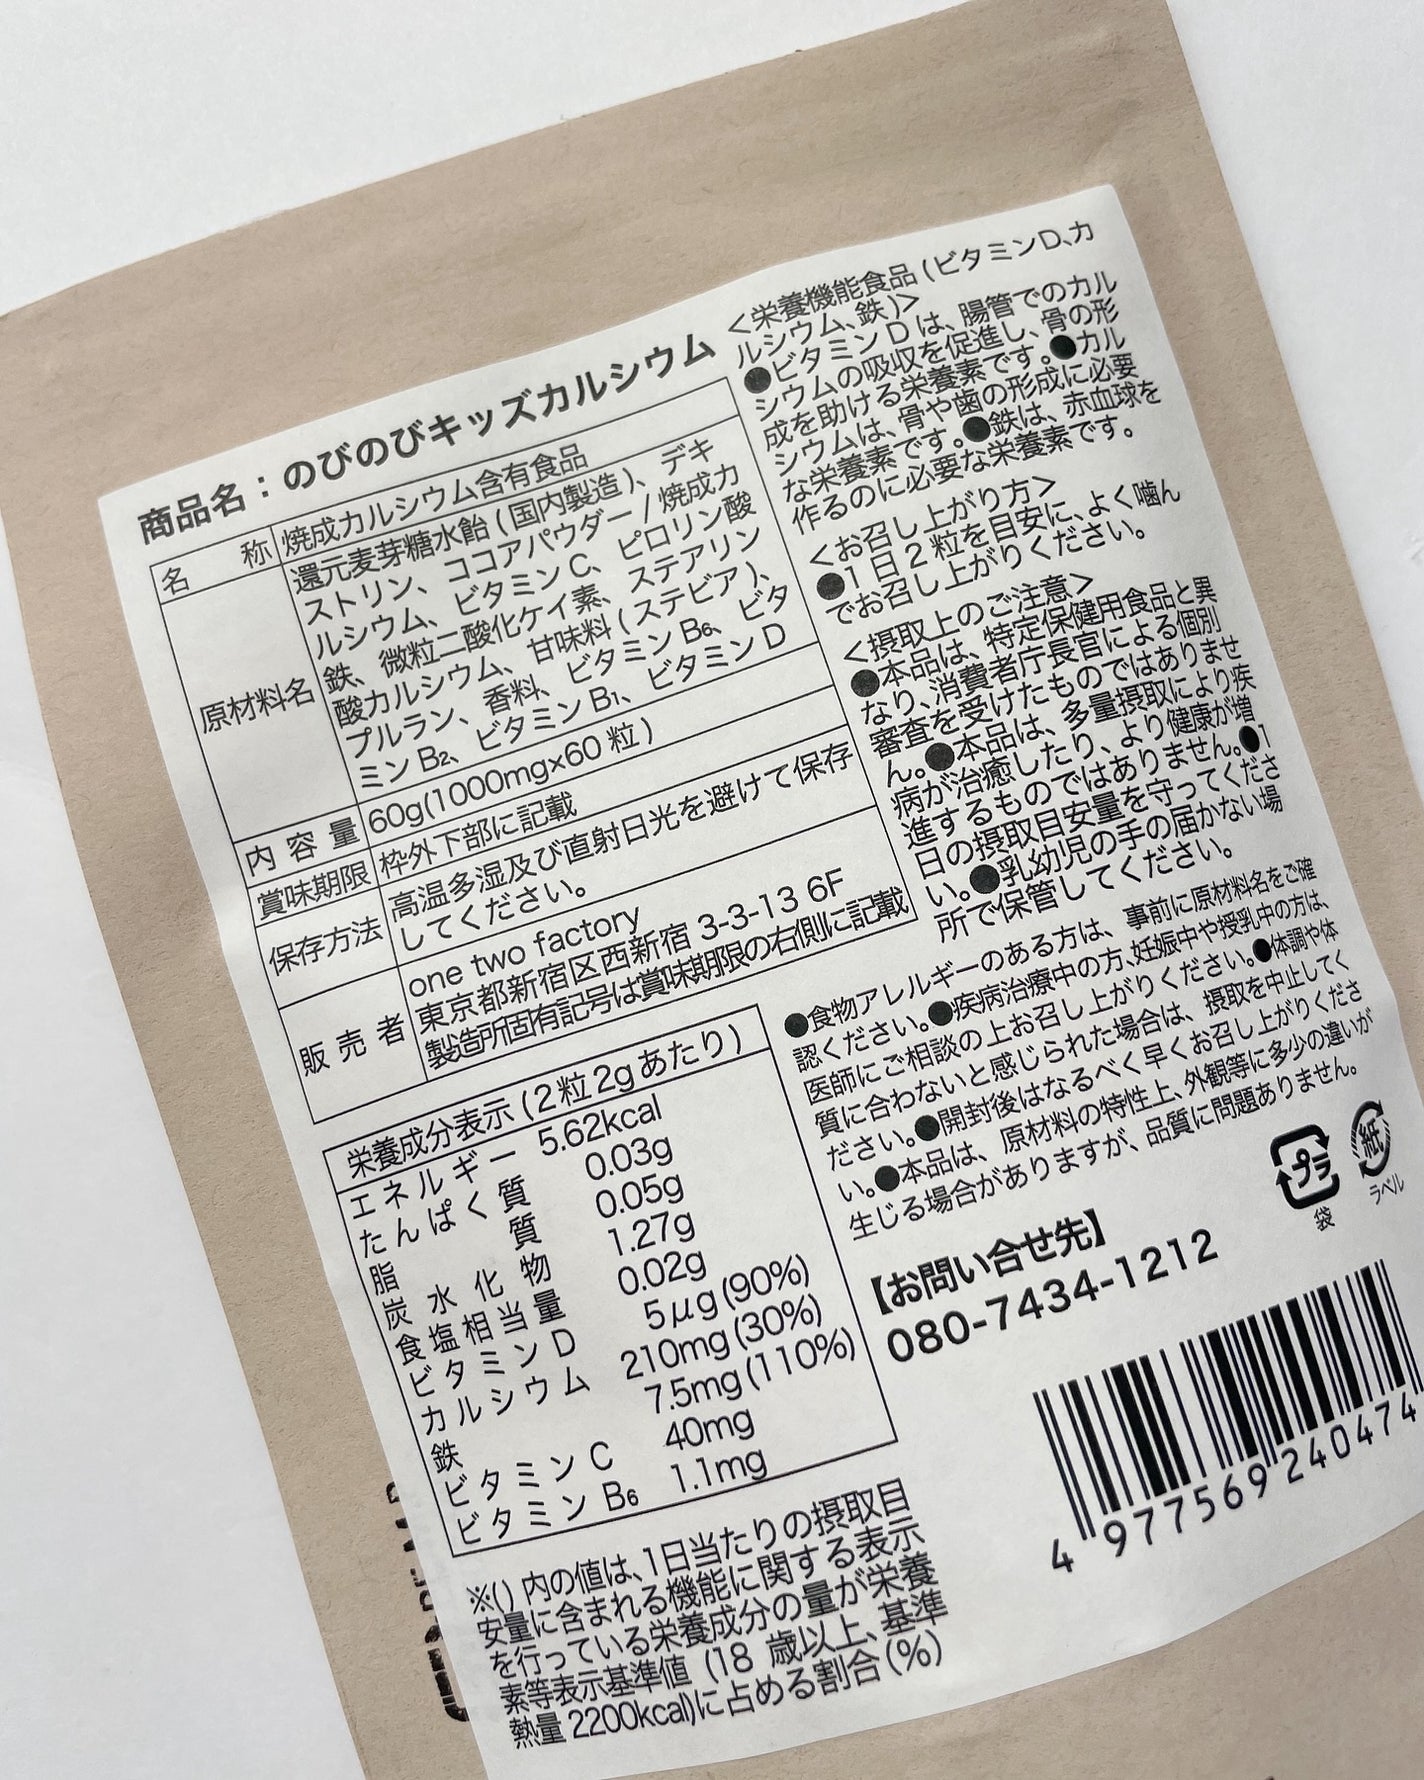 商品名：のびのびキッズカルシウム
名　称 焼成カルシウム含有食品
原材料名 還元麦芽糖水飴（国内製造）、デキ
ストリン、ココアパウダー / 焼成カ
ルシウム、ビタミンC、ピロリン酸
鉄、微粒二酸化ケイ素、ステアリン
酸カルシウム、甘味料（ステビア）、
プルラン、香料、ビタミンB6、ビタ
ミンB2、ビタミンB1、ビタミンD
内容量 60g(1000mg×60粒)
賞味期限 枠外下部に記載
保存方法 高温多湿及び直射日光を避けて保存
してください。
販売者 one two factory
東京都新宿区西新宿 3-3-13 6F
製造所固有記号は賞味期限の右側に記載
栄養成分表示（2粒2gあたり）
エネルギー 5.62kcal
たんぱく質 0.03g
脂質 0.05g
炭水化物 1.27g
食塩相当量 0.02g
ビタミンD 5μg(90%)
カルシウム 210mg(30%)
鉄 7.5mg(110%)
ビタミンC 40mg
ビタミンB6 1.1mg
※()内の値は、1日当たりの摂取目
安量に含まれる機能に関する表示
を行っている栄養成分の量が栄養
素等表示基準値（18歳以上、基準
熱量2200kcal)に占める割合(%)
＜栄養機能食品（ビタミンD、カ
ルシウム、鉄）＞
●ビタミンDは、腸管でのカル
シウムの吸収を促進し、骨の形
成を助ける栄養素です。●カル
シウムは、骨や歯の形成に必要
な栄養素です。●鉄は、赤血球を
作るのに必要な栄養素です。
＜お召し上がり方＞
●1日2粒を目安に、よく噛ん
でお召し上がりください。
＜摂取上のご注意＞
●本品は、特定保健用食品と異
なり、消費者庁長官による個別
審査を受けたものではありませ
ん。●本品は、多量摂取により疾
病が治癒したり、より健康が増
進するものではありません。●1
日の摂取目安量を守ってくださ
い。●乳幼児の手の届かない場
所で保管してください。
●食物アレルギーのある方は、事前に原材料名をご確
認ください。●疾病治療中の方、妊娠中や授乳中の方は、
医師にご相談の上お召し上がりください。●体調や体
質に合わないと感じられた場合は、摂取を中止してく
ださい。●開封後はなるべく早くお召し上がりくださ
い。●本品は、原材料の特性上、外観等に多少の違いが
生じる場合がありますが、品質に問題ありません。
プラ 紙
袋 ラベル
【お問い合せ先】
080-7434-1212
4 977569 240474